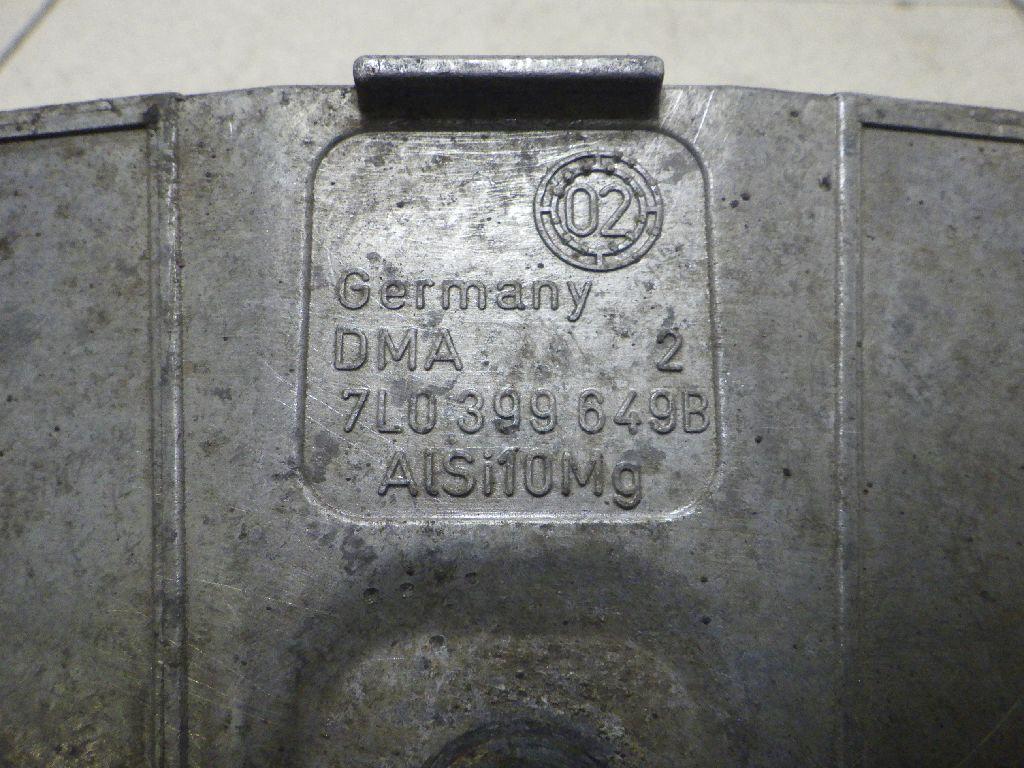 02
Germany
DMA 2
7L0 399 649B
AlSi10Mg